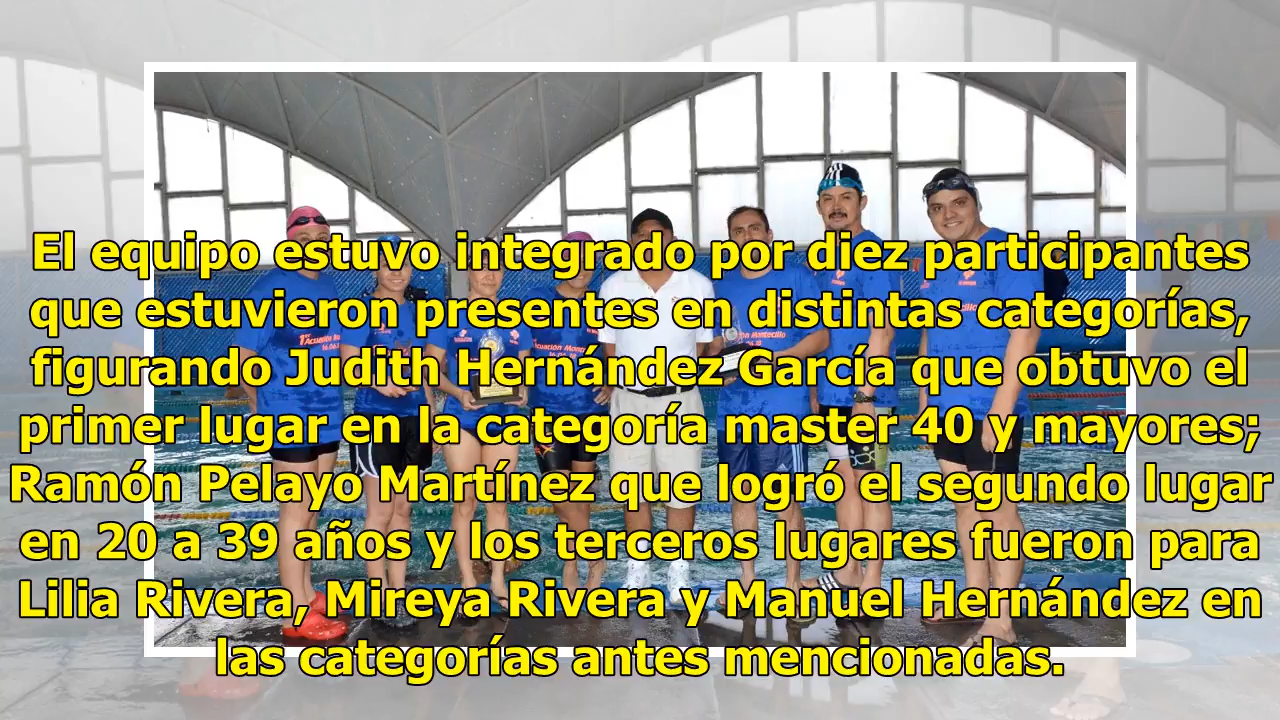 El equipo estuvo integrado por diez participantes
que estuvieron presentes en distintas categorías,
figurando Judith Hernández García que obtuvo el
primer lugar en la categoría master 40 y mayores;
Ramón Pelayo Martínez que logró el segundo lugar
en 20 a 39 años y los terceros lugares fueron para
Lilia Rivera, Mireya Rivera y Manuel Hernández en
las categorías antes mencionadas.